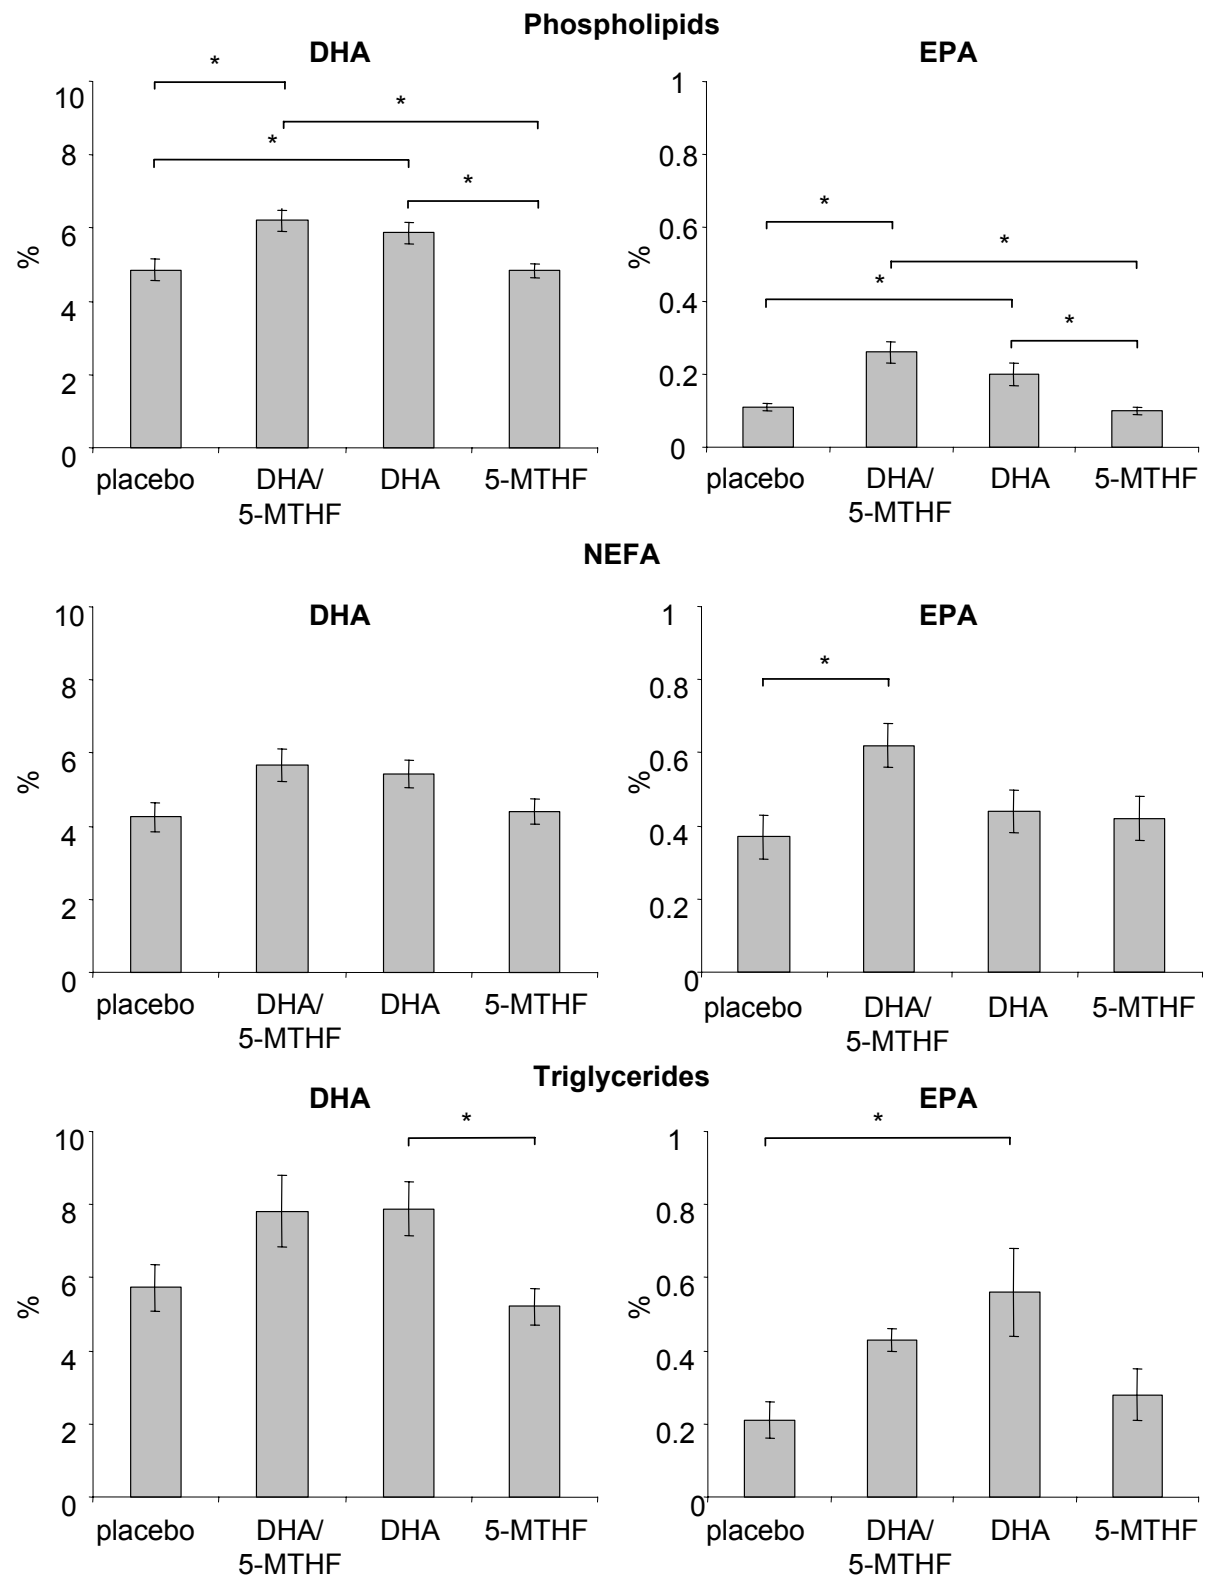 Phospholipids
DHA
EPA
* * * *
10
8
6
4
2
0
%
placebo DHA/ DHA 5-MTHF
5-MTHF
* * * *
1
0.8
0.6
0.4
0.2
0
%
placebo DHA/ DHA 5-MTHF
5-MTHF
NEFA
DHA
10
8
6
4
2
0
%
placebo DHA/ DHA 5-MTHF
5-MTHF
EPA
*
1
0.8
0.6
0.4
0.2
0
%
placebo DHA/ DHA 5-MTHF
5-MTHF
Triglycerides
DHA
*
10
8
6
4
2
0
%
placebo DHA/ DHA 5-MTHF
5-MTHF
EPA
*
1
0.8
0.6
0.4
0.2
0
%
placebo DHA/ DHA 5-MTHF
5-MTHF